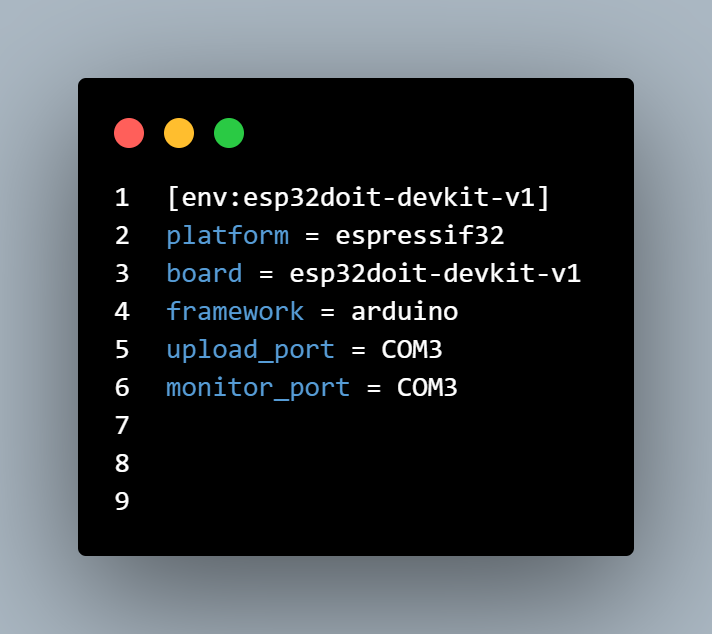 1 [env:esp32doit-devkit-v1]
2 platform = espressif32
3 board = esp32doit-devkit-v1
4 framework = arduino
5 upload_port = COM3
6 monitor_port = COM3
7
8
9